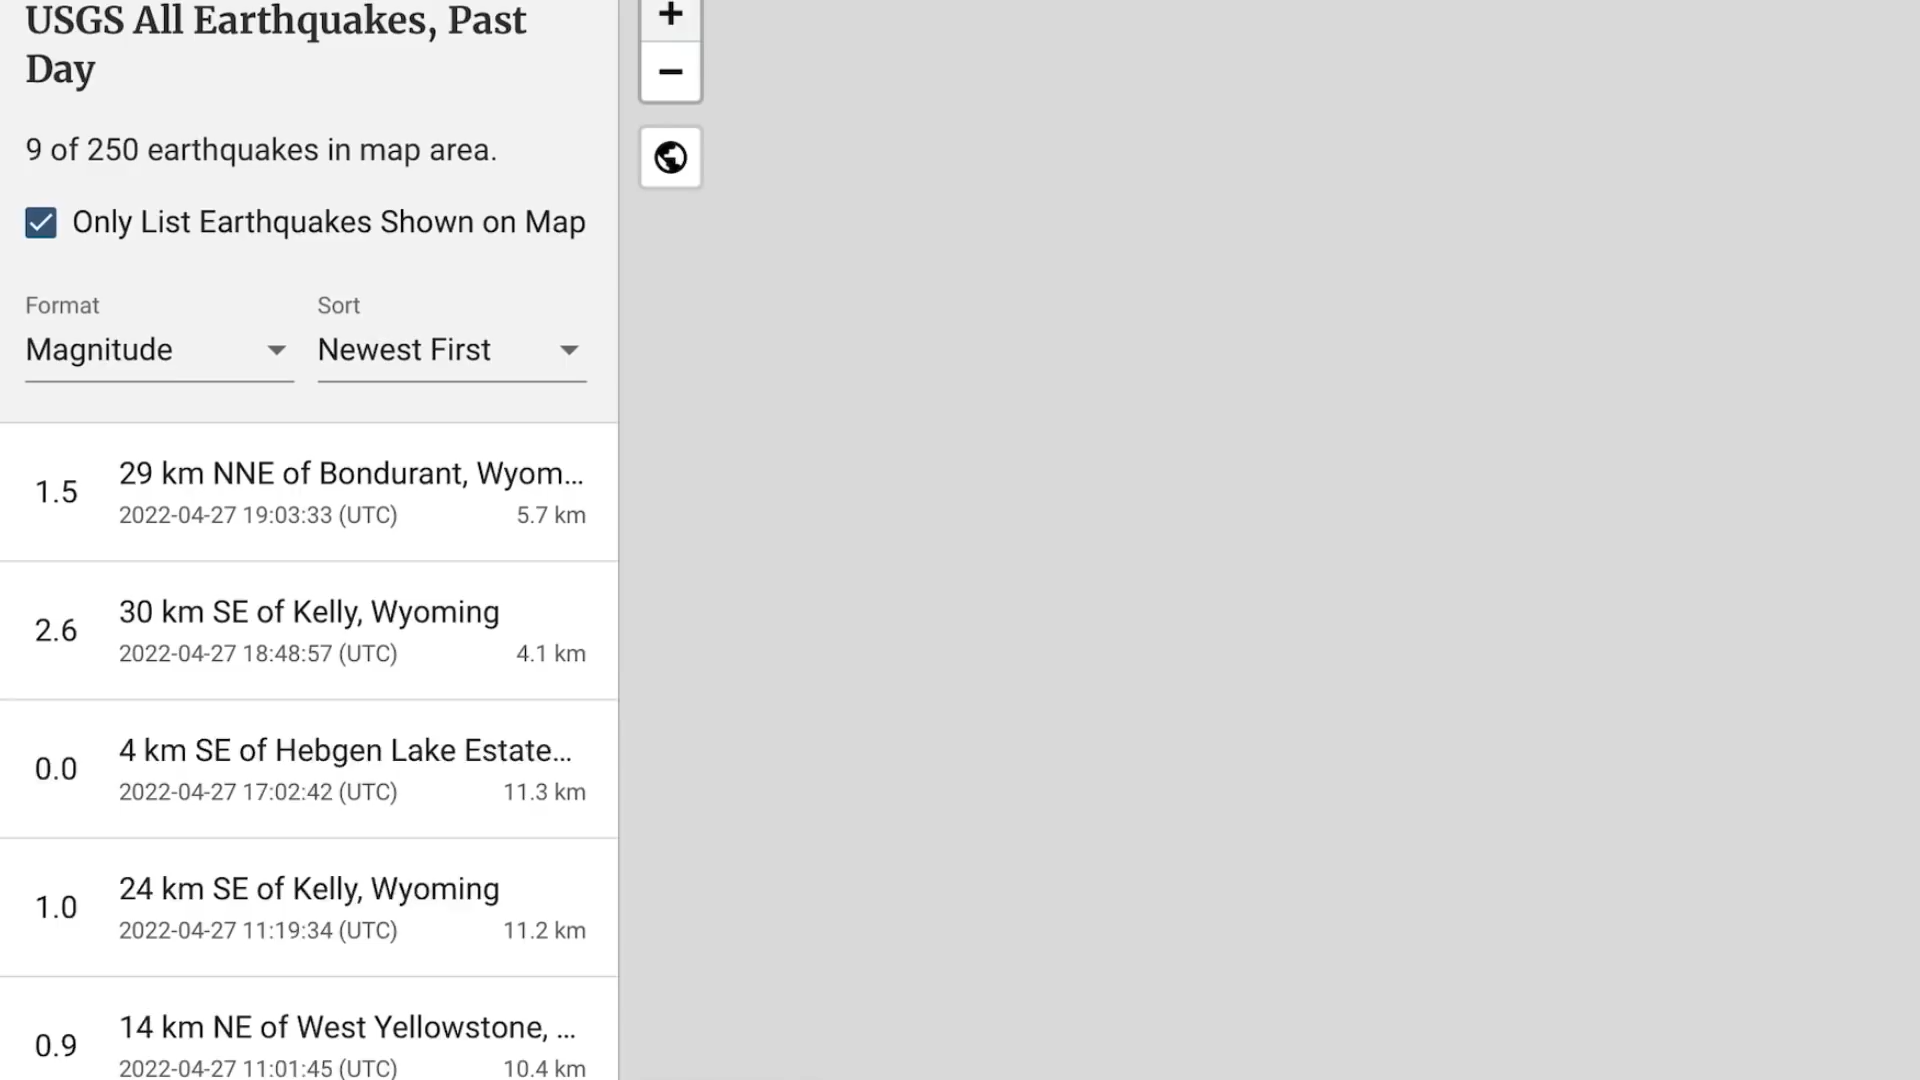 USGS All Earthquakes, Past
Day
9 of 250 earthquakes in map area.
Only List Earthquakes Shown on Map
Format
Sort
Magnitude
Newest First
1.5
29 km NNE of Bondurant, Wyom...
2022-04-27 19:03:33 (UTC)
5.7 km
2.6
30 km SE of Kelly, Wyoming
2022-04-27 18:48:57 (UTC)
4.1 km
0.0
4 km SE of Hebgen Lake Estate...
2022-04-27 17:02:42 (UTC)
11.3 km
1.0
24 km SE of Kelly, Wyoming
2022-04-27 11:19:34 (UTC)
11.2 km
0.9
14 km NE of West Yellowstone, ...
2022-04-27 11:01:45 (UTC)
10.4 km
+
−